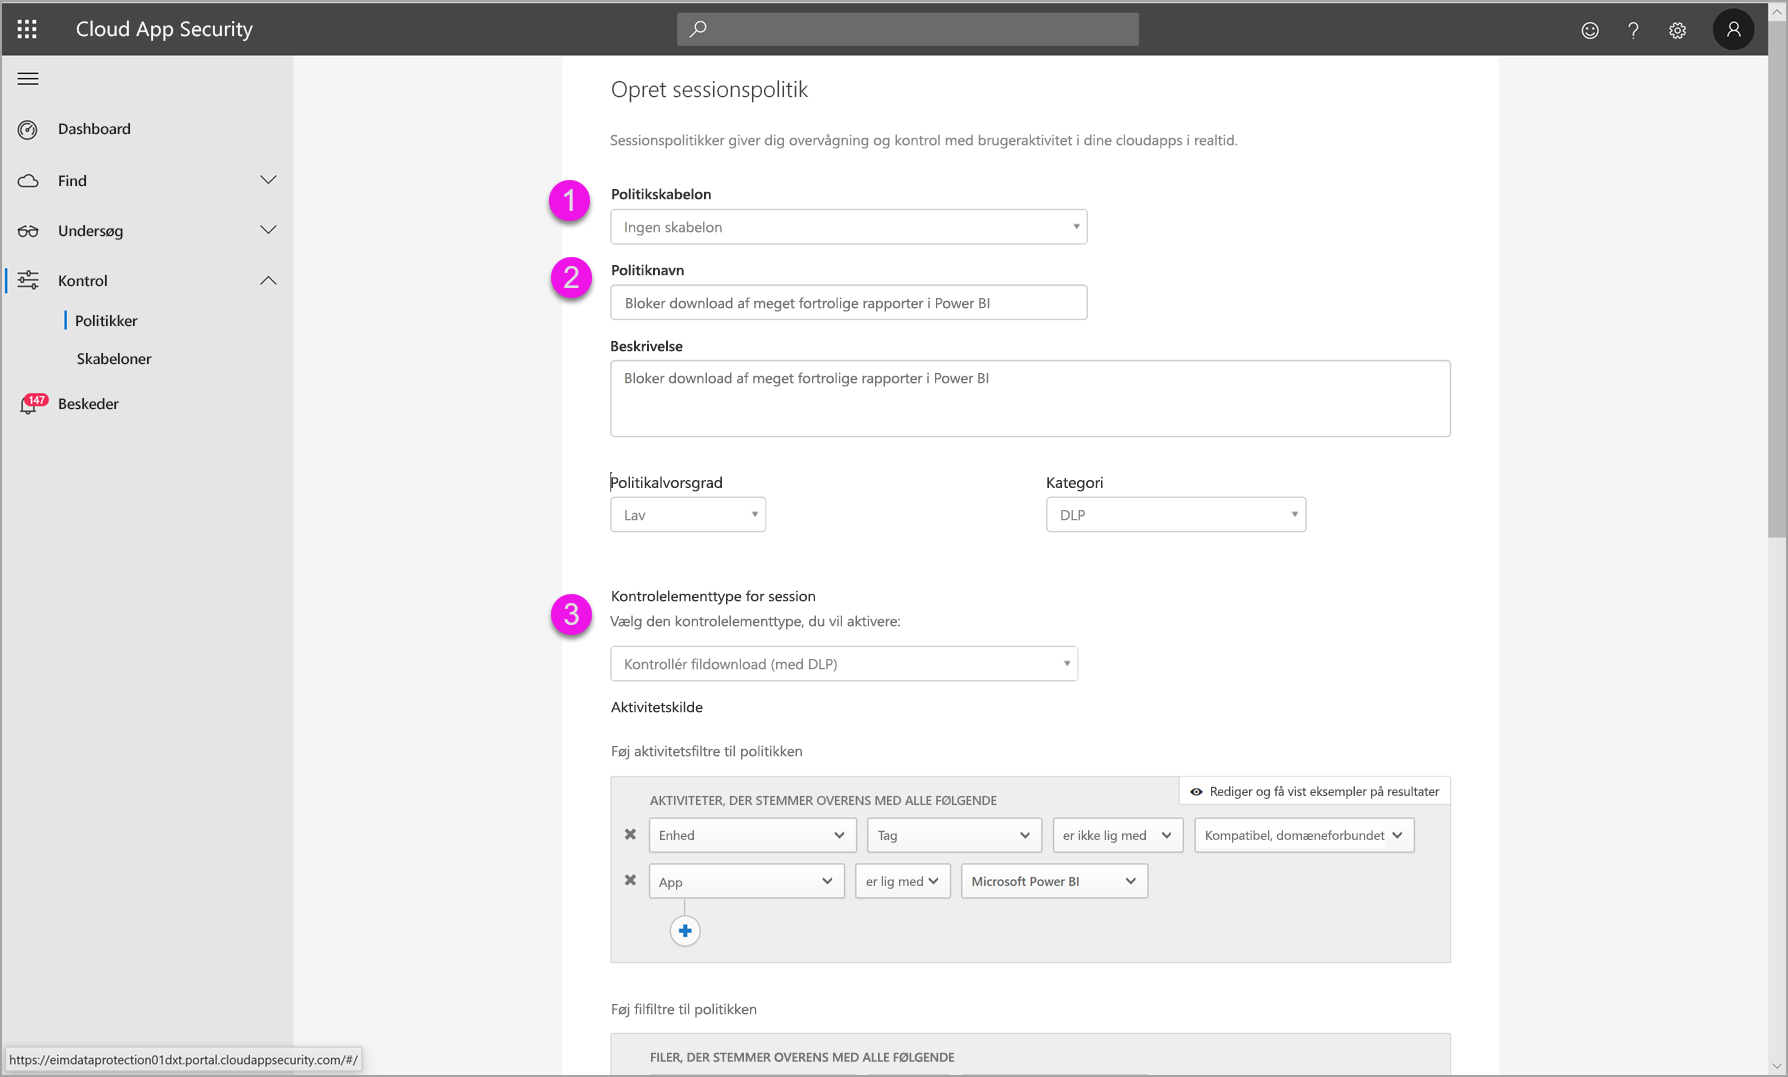 Cloud App Security
Dashboard
Find
Undersøg
Kontrol
Politikker
Skabeloner
147
Beskeder
Opret sessionspolitik
Sessionspolitikker giver dig overvågning og kontrol med brugeraktivitet i dine cloudapps i realtid.
1
Politikskabelon
Ingen skabelon
2
Politiknavn
Bloker download af meget fortrolige rapporter i Power BI
Beskrivelse
Bloker download af meget fortrolige rapporter i Power BI
Politikalvorsgrad
Kategori
Lav
DLP
3
Kontrolelementtype for session
Vælg den kontrolelementtype, du vil aktivere:
Kontrollér fildownload (med DLP)
Aktivitetskilde
Føj aktivitetsfiltre til politikken
Rediger og få vist eksempler på resultater
AKTIVITETER, DER STEMMER OVERENS MED ALLE FØLGENDE
Enhed Tag er ikke lig med Kompatibel, domæneforbundet
App er lig med Microsoft Power BI
Føj filfiltre til politikken
FILER, DER STEMMER OVERENS MED ALLE FØLGENDE
https://eimdataprotection01dxt.portal.cloudappsecurity.com/#/